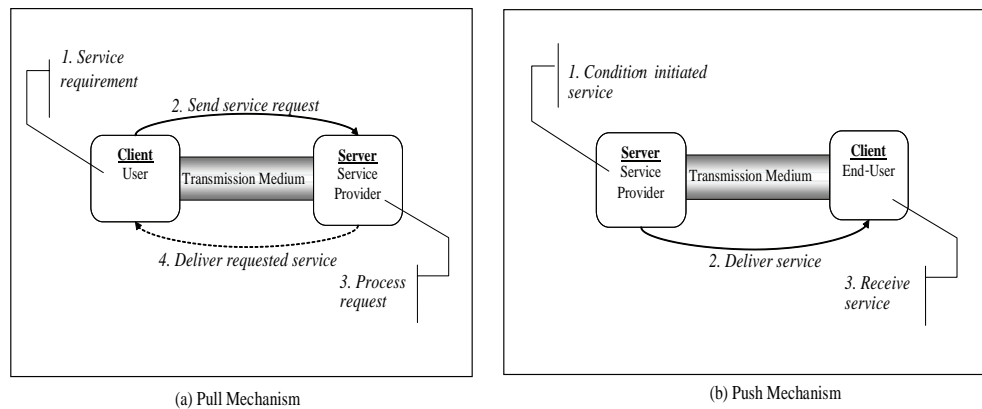 1. Service
requirement
2. Send service request
Client
User
Transmission Medium
Server
Service
Provider
4. Deliver requested service
3. Process
request
(a) Pull Mechanism
1. Condition initiated
service
Server
Service
Provider
Transmission Medium
Client
End-User
2. Deliver service
3. Receive
service
(b) Push Mechanism